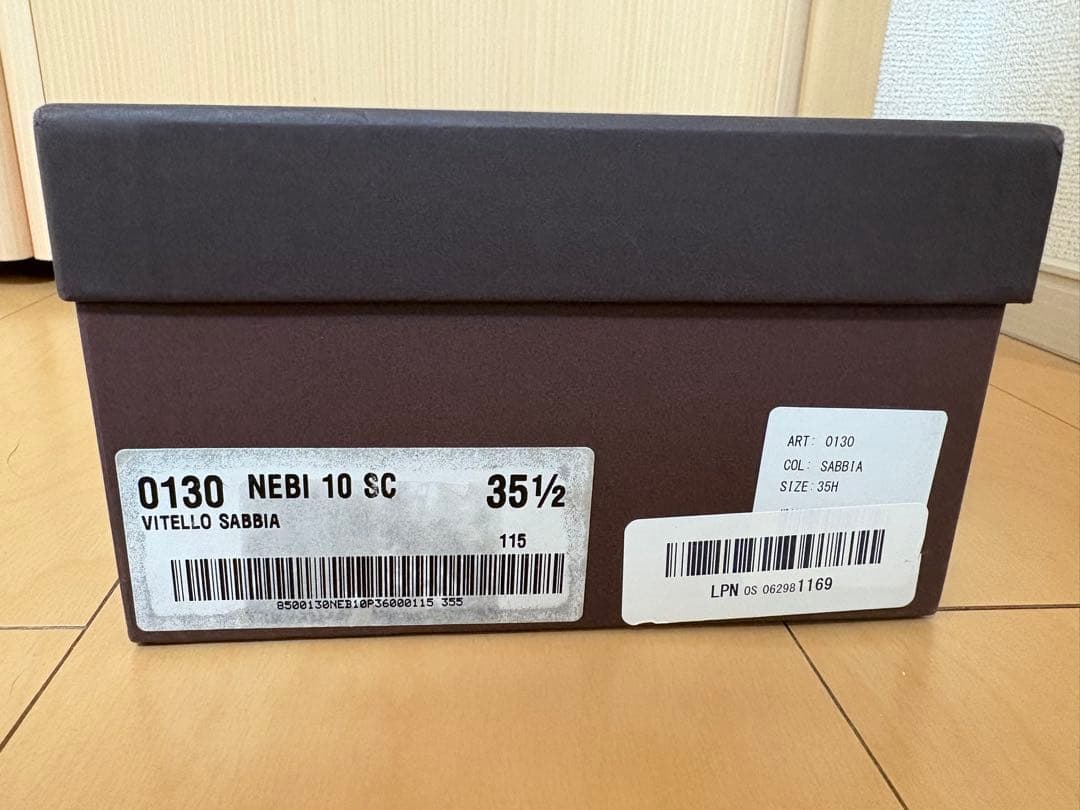 0130 NEBI 10 SC 35½
VITELLO SABBIA
115
8500130NEB10P36000115 355
ART: 0130
COL: SABBIA
SIZE:35H
LPN OS 062981169